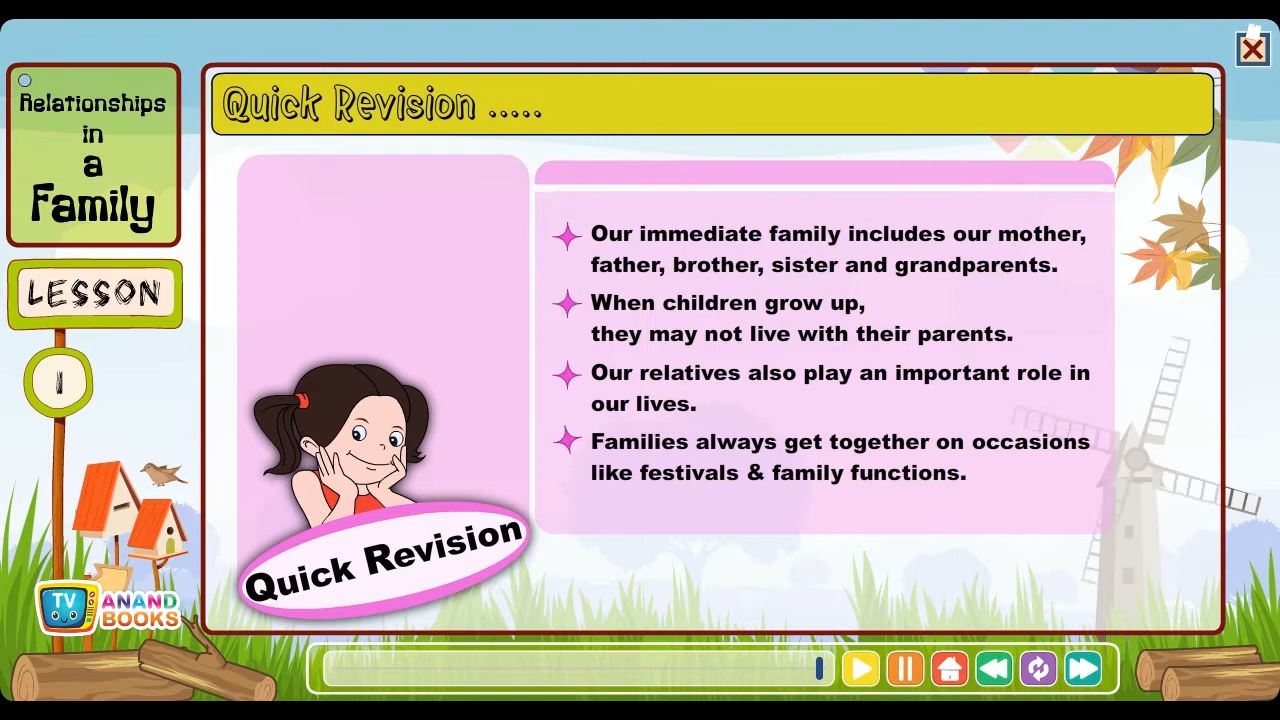 Relationships
in
a
Family
LESSON
1
Quick Revision .....
Our immediate family includes our mother,
father, brother, sister and grandparents.
When children grow up,
they may not live with their parents.
Our relatives also play an important role in
our lives.
Families always get together on occasions
like festivals & family functions.
Quick Revision
TV
ANAND
BOOKS